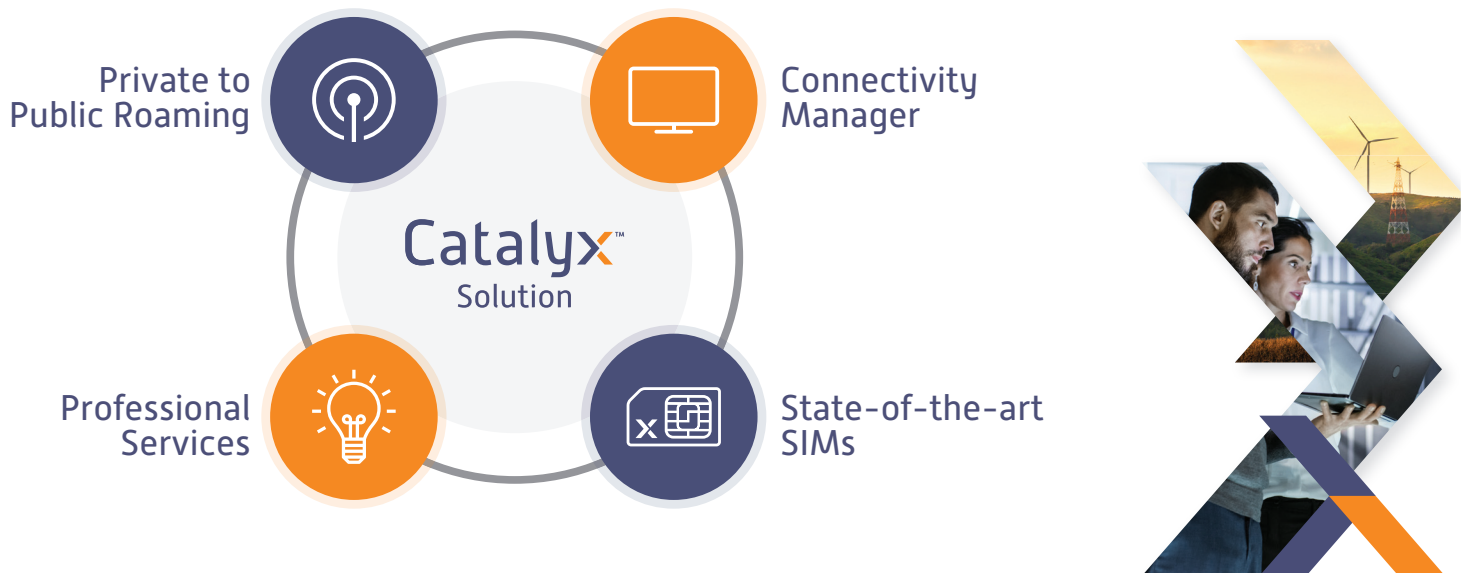 Private to
Public Roaming
Connectivity
Manager
Catalyx™
Solution
Professional
Services
x
State-of-the-art
SIMs